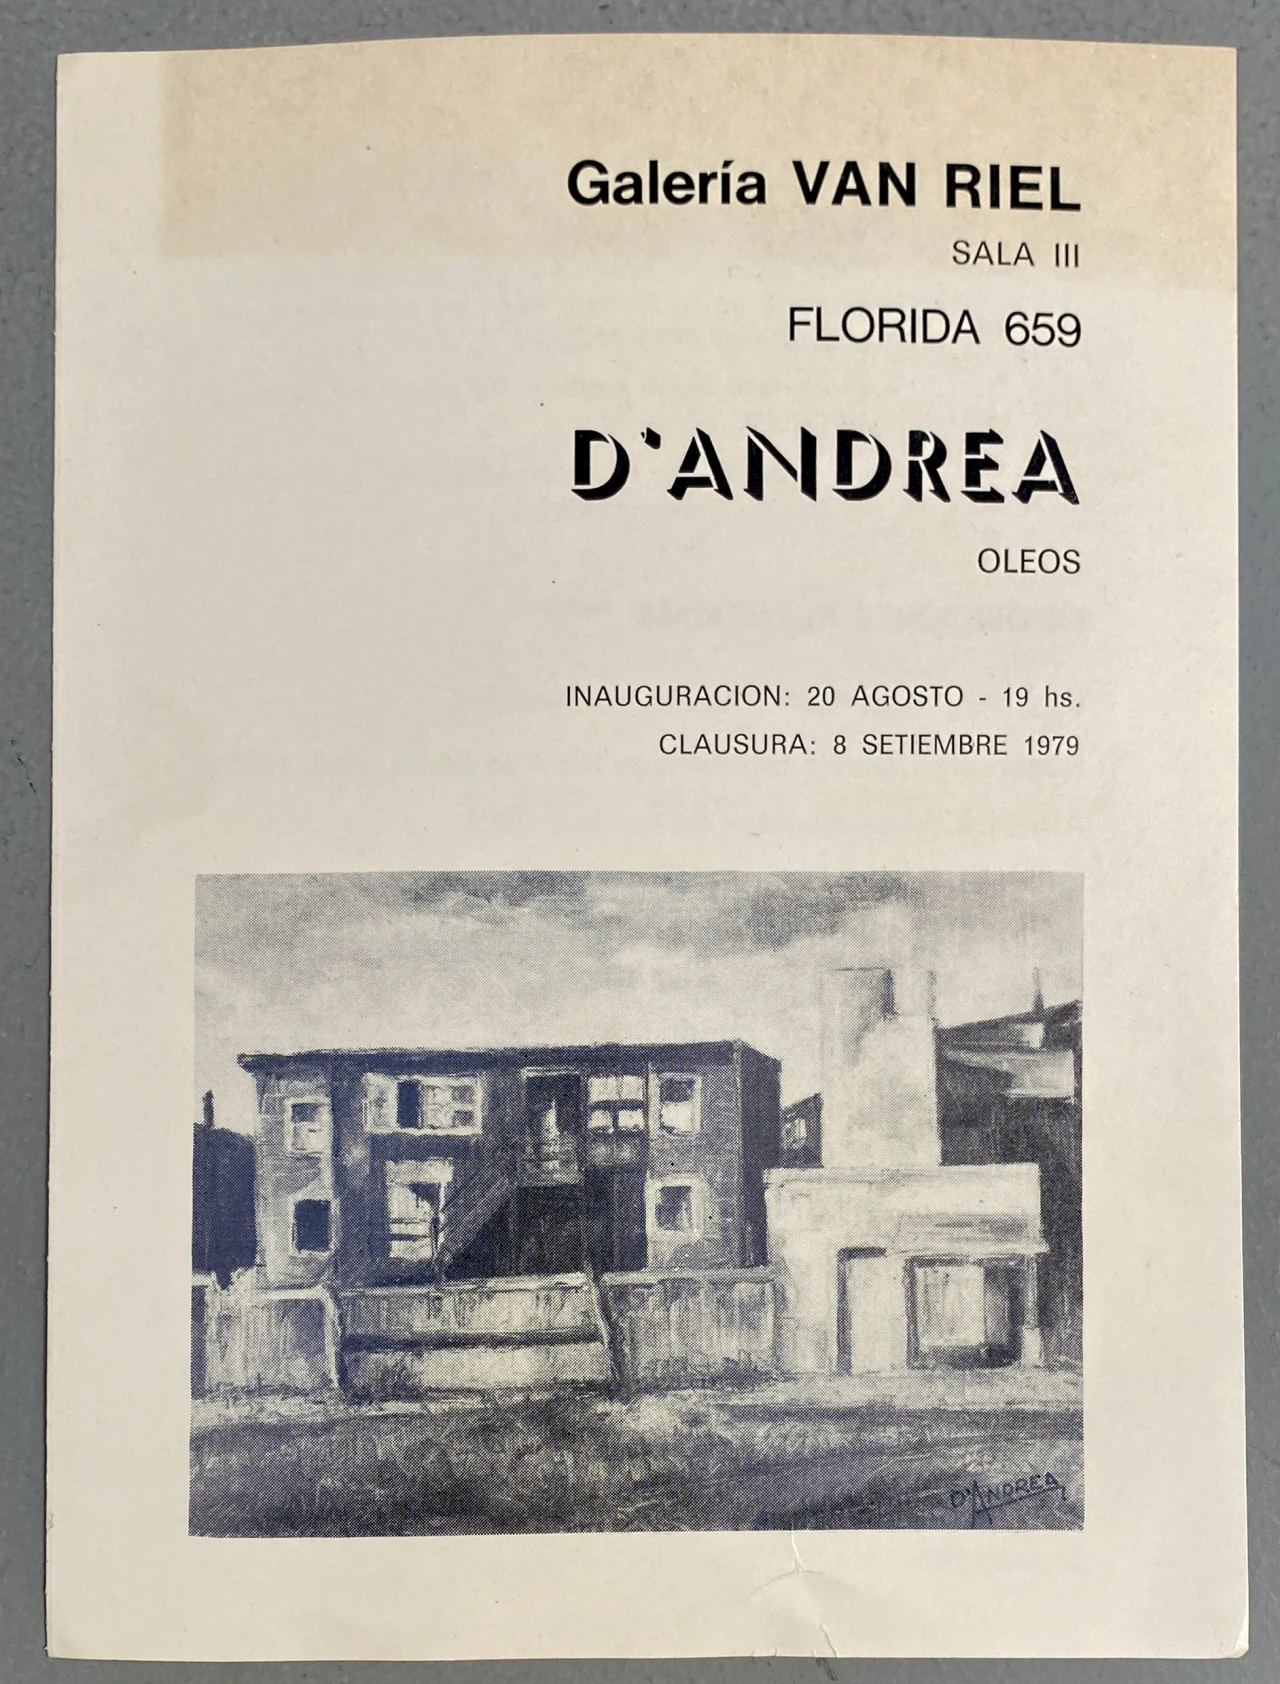 Galería VAN RIEL
SALA III
FLORIDA 659
D'ANDREA
OLEOS
INAUGURACION: 20 AGOSTO - 19 hs.
CLAUSURA: 8 SETIEMBRE 1979
D'ANDREA